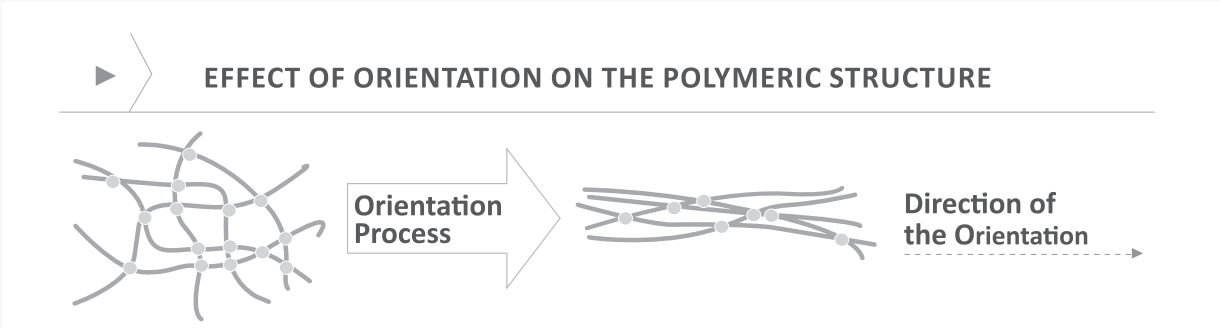 EFFECT OF ORIENTATION ON THE POLYMERIC STRUCTURE
Orientation
Process
Direction of
the Orientation